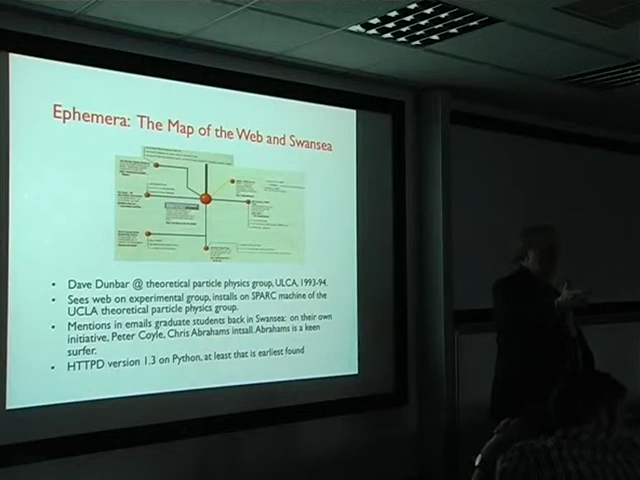 Ephemera: The Map of the Web and Swansea
• Dave Dunbar @ theoretical particle physics group, ULCA, 1993-94.
• Sees web on experimental group, installs on SPARC machine of the
UCLA theoretical particle physics group.
• Mentions in emails graduate students back in Swansea: on their own
initiative, Peter Coyle, Chris Abrahams intsall. Abrahams is a keen
surfer.
• HTTPD version 1.3 on Python, at least that is earliest found